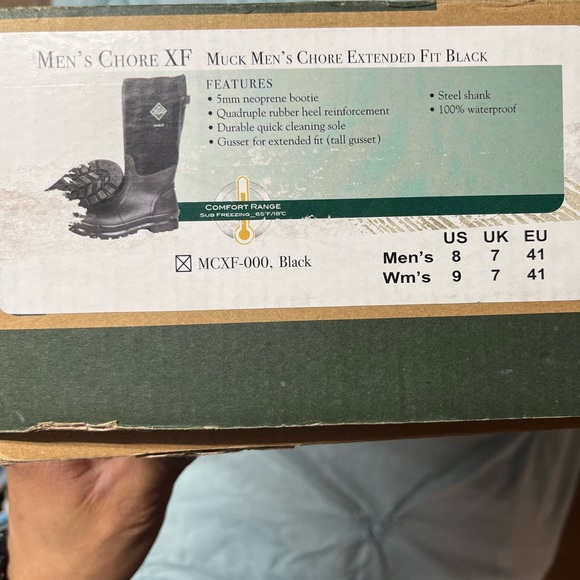 MEN'S CHORE XF MUCK MEN'S CHORE EXTENDED FIT BLACK
FEATURES
• 5mm neoprene bootie
• Quadruple rubber heel reinforcement
• Durable quick cleaning sole
• Gusset for extended fit (tall gusset)
• Steel shank
• 100% waterproof
COMFORT RANGE
SUB FREEZING_65°F/18°C
MCXF-000, Black
US UK EU
Men's 8 7 41
Wm's 9 7 41